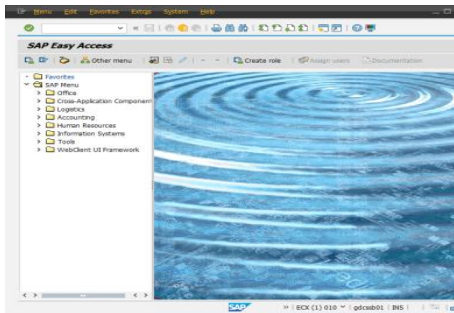 Menu Edit Favorites Extras System Help
SAP Easy Access
Other menu Create role Assign users Documentation
Favorites
SAP Menu
Office
Cross-Application Componen
Logistics
Accounting
Human Resources
Information Systems
Tools
WebClient UI Framework
SAP ECX (1) 010 gdcssb01 INS